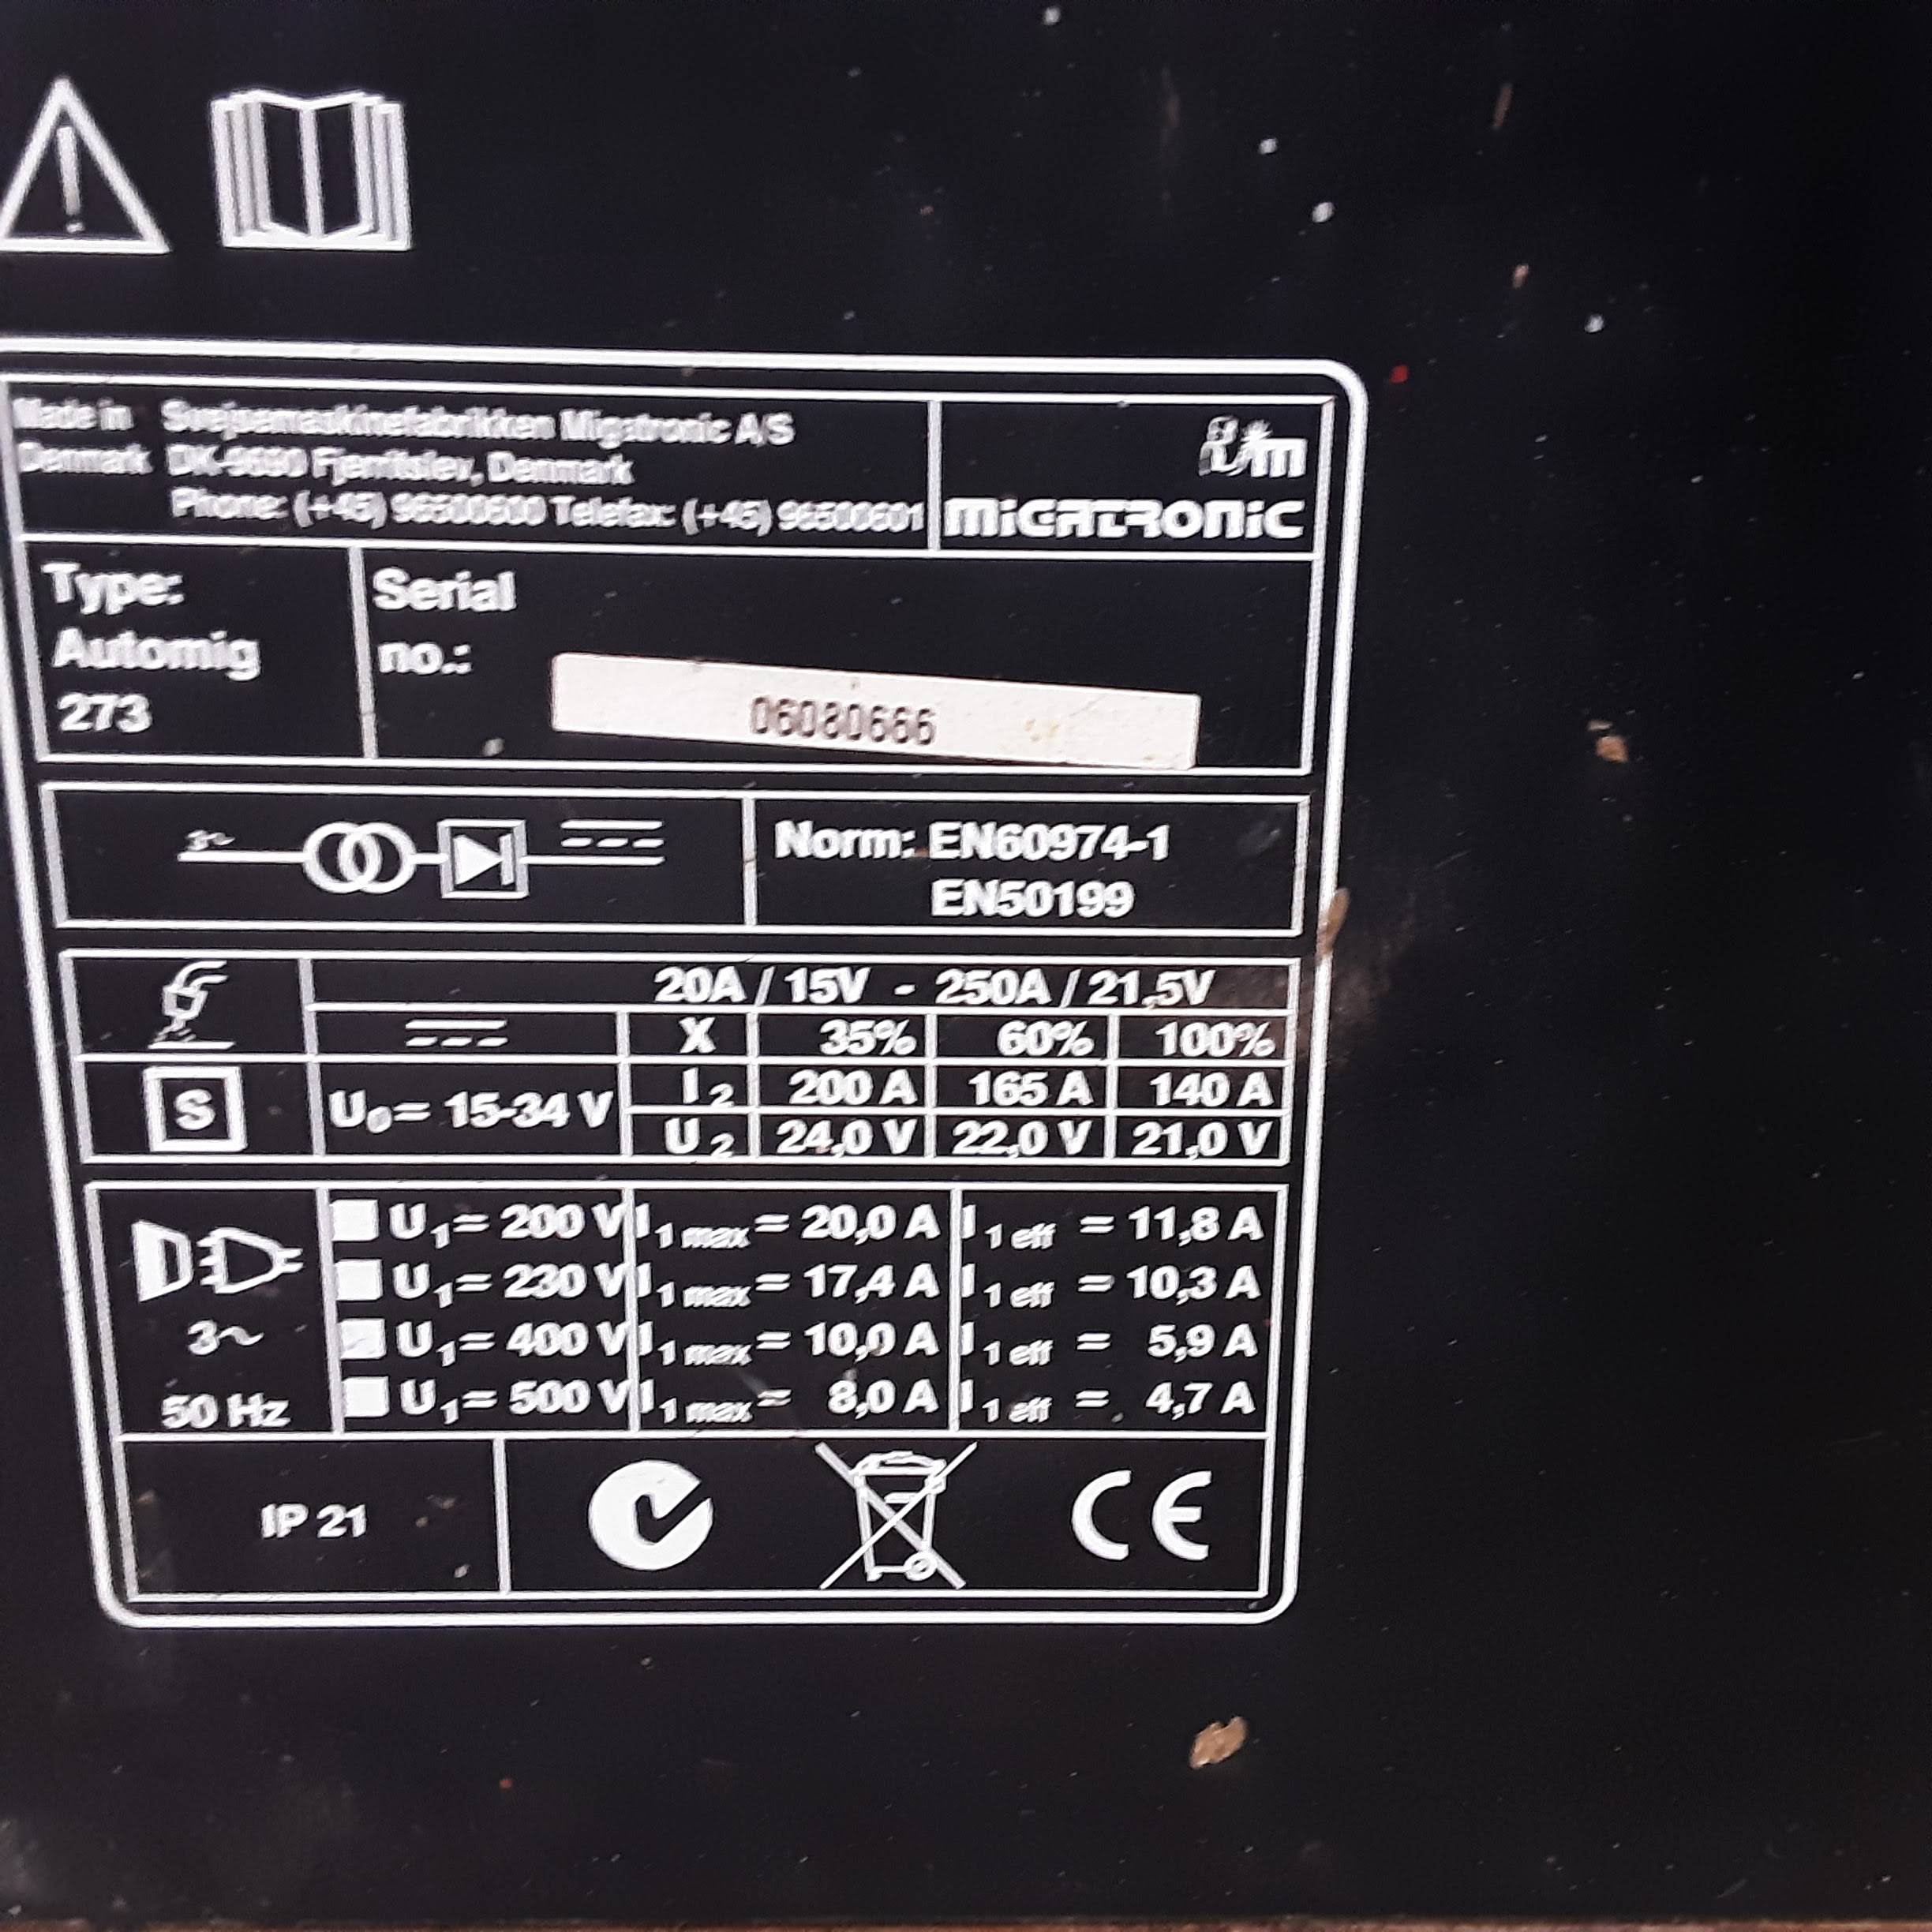 Made in Svejsemaskinefabrikken Migatronic A/S
Denmark DK-9690 Fjerritslev, Denmark
Phone: (+45) 96500600 Telefax: (+45) 96500601
MIGATRONIC
Type:
Automig
273
Serial
no.:
06080666
3~
Norm: EN60974-1
EN50199
20A / 15V - 250A / 21,5V
X 35% 60% 100%
S
U₀= 15-34 V
I₂ 200 A 165 A 140 A
U₂ 24,0 V 22,0 V 21,0 V
U₁= 200 V I₁ max = 20,0 A I₁ eff = 11,8 A
U₁= 230 V I₁ max = 17,4 A I₁ eff = 10,3 A
3~
U₁= 400 V I₁ max = 10,0 A I₁ eff = 5,9 A
50 Hz
U₁= 500 V I₁ max = 8,0 A I₁ eff = 4,7 A
IP 21
CE